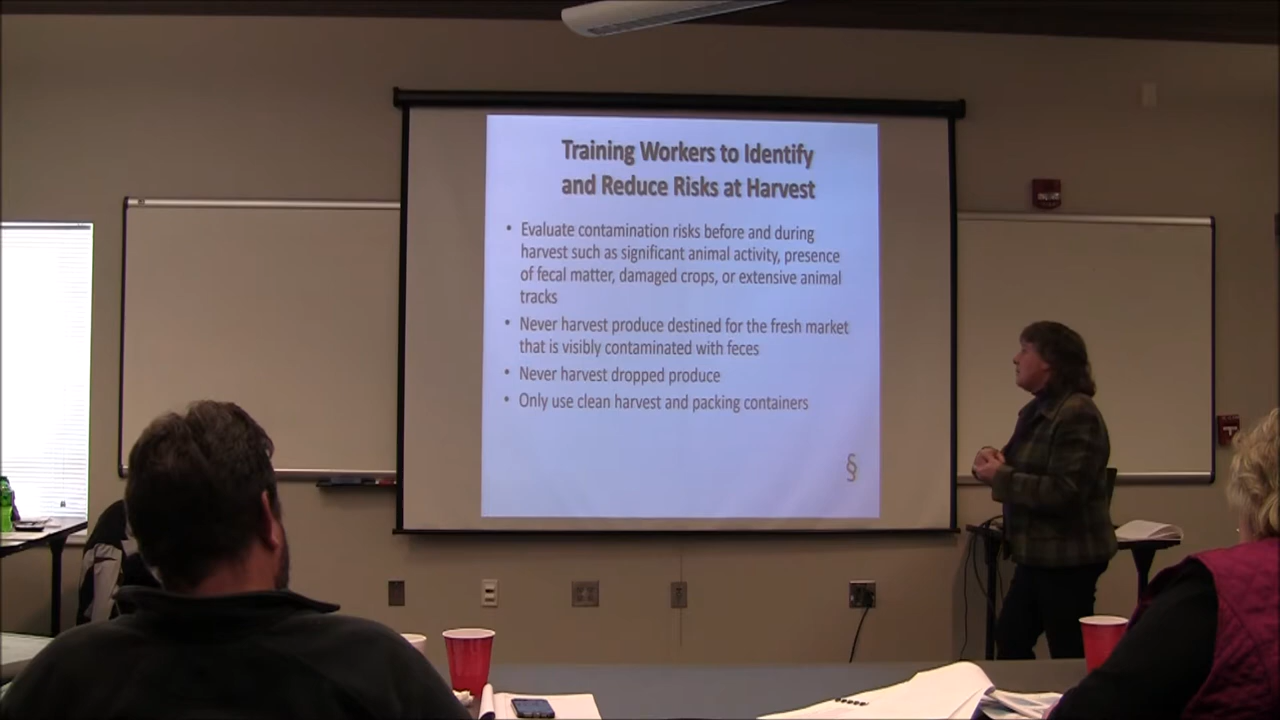 Training Workers to Identify
and Reduce Risks at Harvest
• Evaluate contamination risks before and during
harvest such as significant animal activity, presence
of fecal matter, damaged crops, or extensive animal
tracks
• Never harvest produce destined for the fresh market
that is visibly contaminated with feces
• Never harvest dropped produce
• Only use clean harvest and packing containers
§